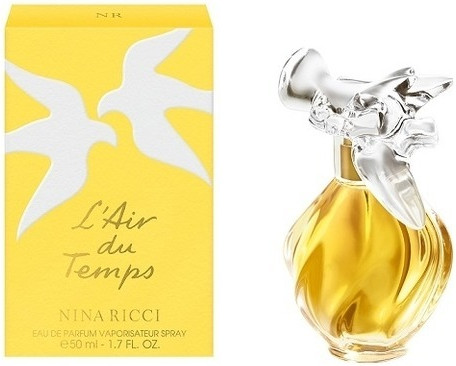 NR
L'Air
du
Temps
NINA RICCI
EAU DE PARFUM VAPORISATEUR SPRAY
℮ 50 ml - 1.7 FL. OZ.